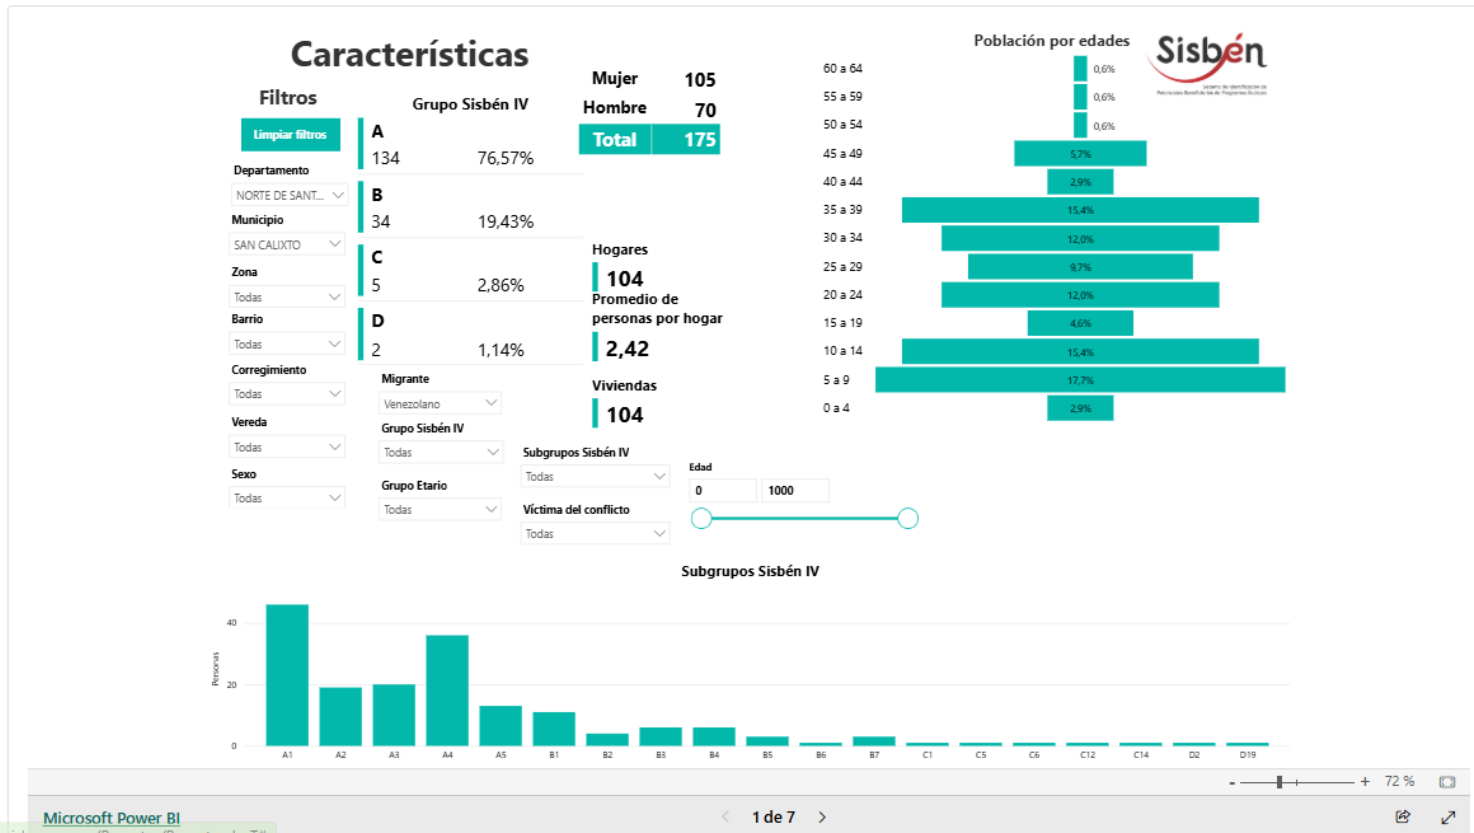 Características
Filtros
Limpiar filtros
Departamento
NORTE DE SANT...
Municipio
SAN CALIXTO
Zona
Todas
Barrio
Todas
Corregimiento
Todas
Vereda
Todas
Sexo
Todas
Grupo Sisbén IV
A
134 76,57%
B
34 19,43%
C
5 2,86%
D
2 1,14%
Migrante
Venezolano
Grupo Sisbén IV
Todas
Grupo Etario
Todas
Mujer 105
Hombre 70
Total 175
Hogares
104
Promedio de
personas por hogar
2,42
Viviendas
104
Subgrupos Sisbén IV
Todas
Víctima del conflicto
Todas
Edad
0 1000
Población por edades
Sisbén
60 a 64 0,6%
55 a 59 0,6%
50 a 54 0,6%
45 a 49 5,7%
40 a 44 2,9%
35 a 39 15,4%
30 a 34 12,0%
25 a 29 9,7%
20 a 24 12,0%
15 a 19 4,6%
10 a 14 15,4%
5 a 9 17,7%
0 a 4 2,9%
Subgrupos Sisbén IV
Personas
40
20
0
A1 A2 A3 A4 A5 B1 B2 B3 B4 B5 B6 B7 C1 C5 C6 C12 C14 D2 D19
- + 72 %
Microsoft Power BI
< 1 de 7 >